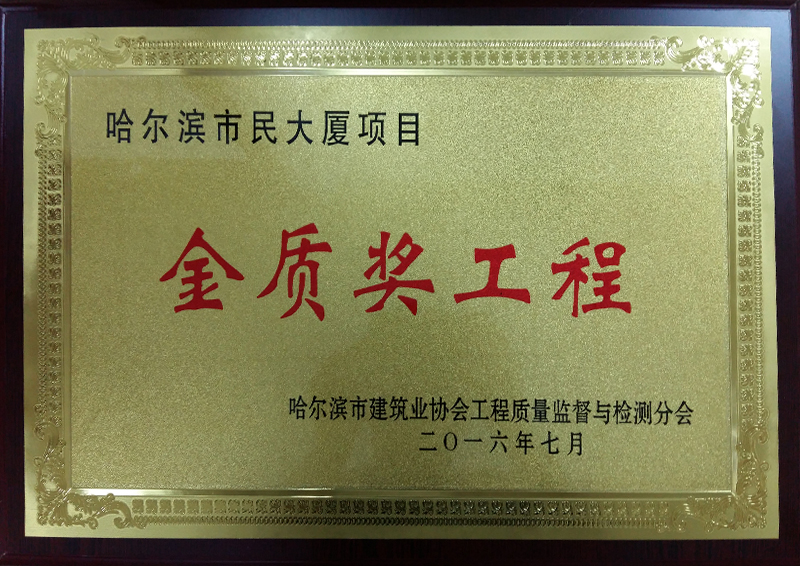 哈尔滨市民大厦项目
金质奖工程
哈尔滨市建筑业协会工程质量监督与检测分会
二〇一六年七月